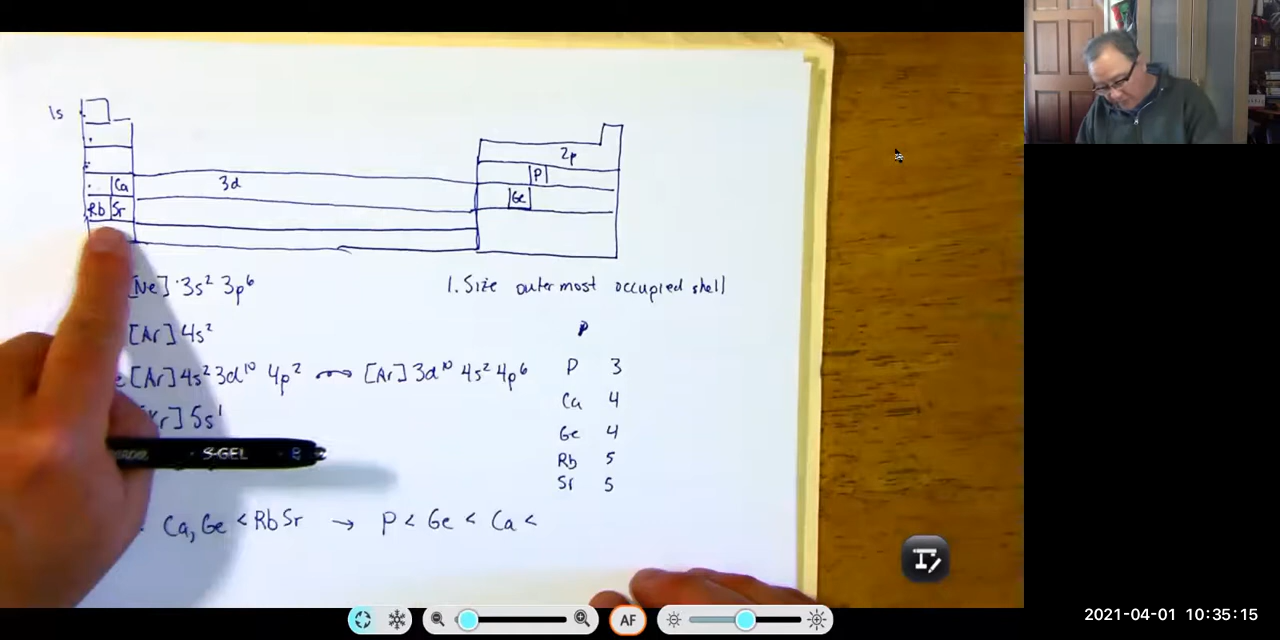 1s
2p
P
Ca
3d
Ge
Rb Sr
[Ne] 3s² 3p⁶
1. Size outermost occupied shell
[Ar] 4s²
P
P 3
[Ar] 4s² 3d¹⁰ 4p² [Ar] 3d¹⁰ 4s² 4p⁶
Ca 4
5s¹
Ge 4
S·GEL
Rb 5
Sr 5
Ca, Ge < Rb Sr → P < Ge < Ca <
AF
2021-04-01 10:35:15